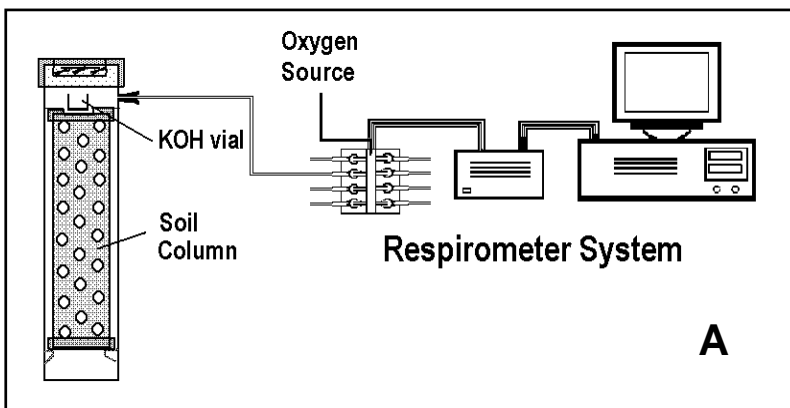 Oxygen
Source
KOH vial
Soil
Column
Respirometer System
A